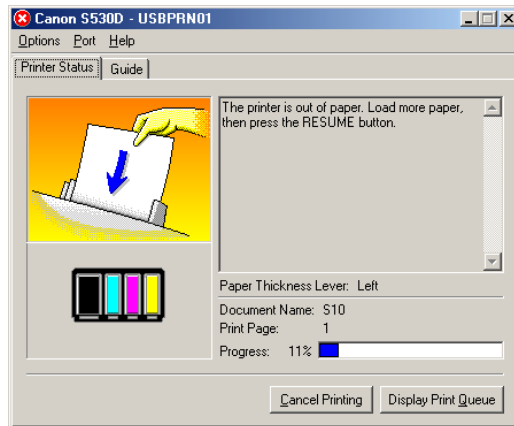 Canon S530D - USBPRN01
Options Port Help
Printer Status Guide
The printer is out of paper. Load more paper,
then press the RESUME button.
Paper Thickness Lever: Left
Document Name: S10
Print Page: 1
Progress: 11%
Cancel Printing Display Print Queue